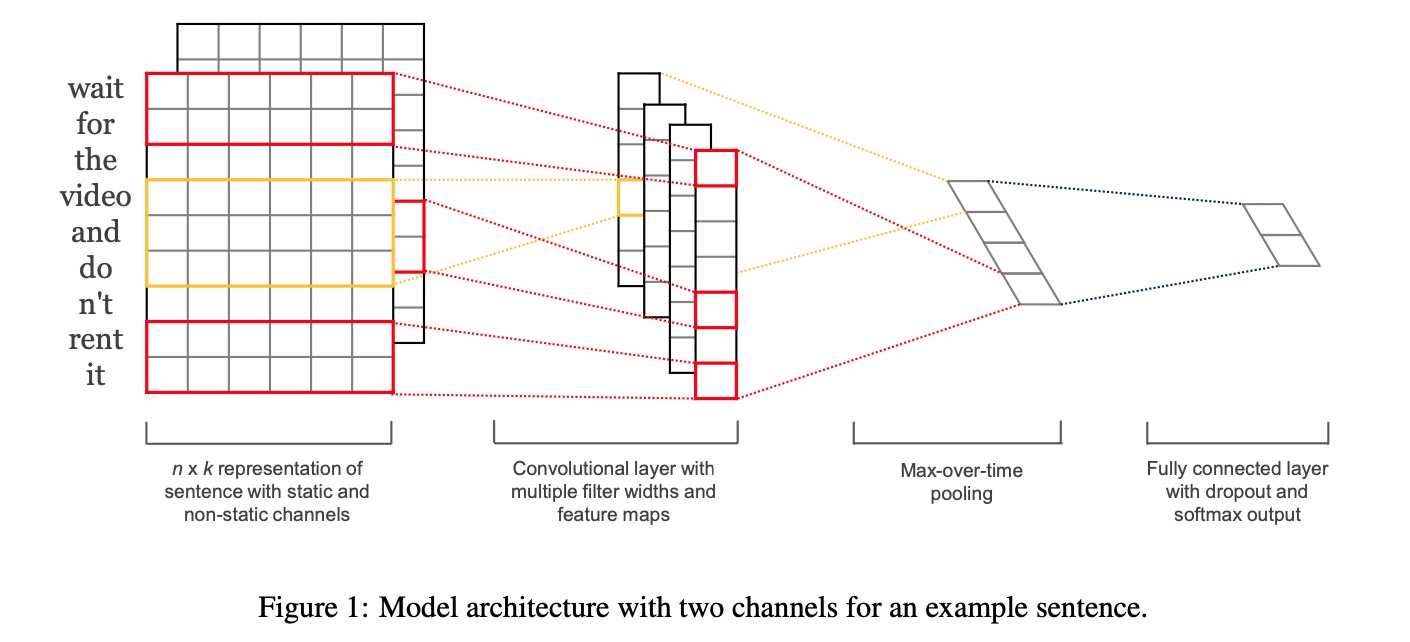 wait
for
the
video
and
do
n't
rent
it
n x k representation of
sentence with static and
non-static channels
Convolutional layer with
multiple filter widths and
feature maps
Max-over-time
pooling
Fully connected layer
with dropout and
softmax output
Figure 1: Model architecture with two channels for an example sentence.